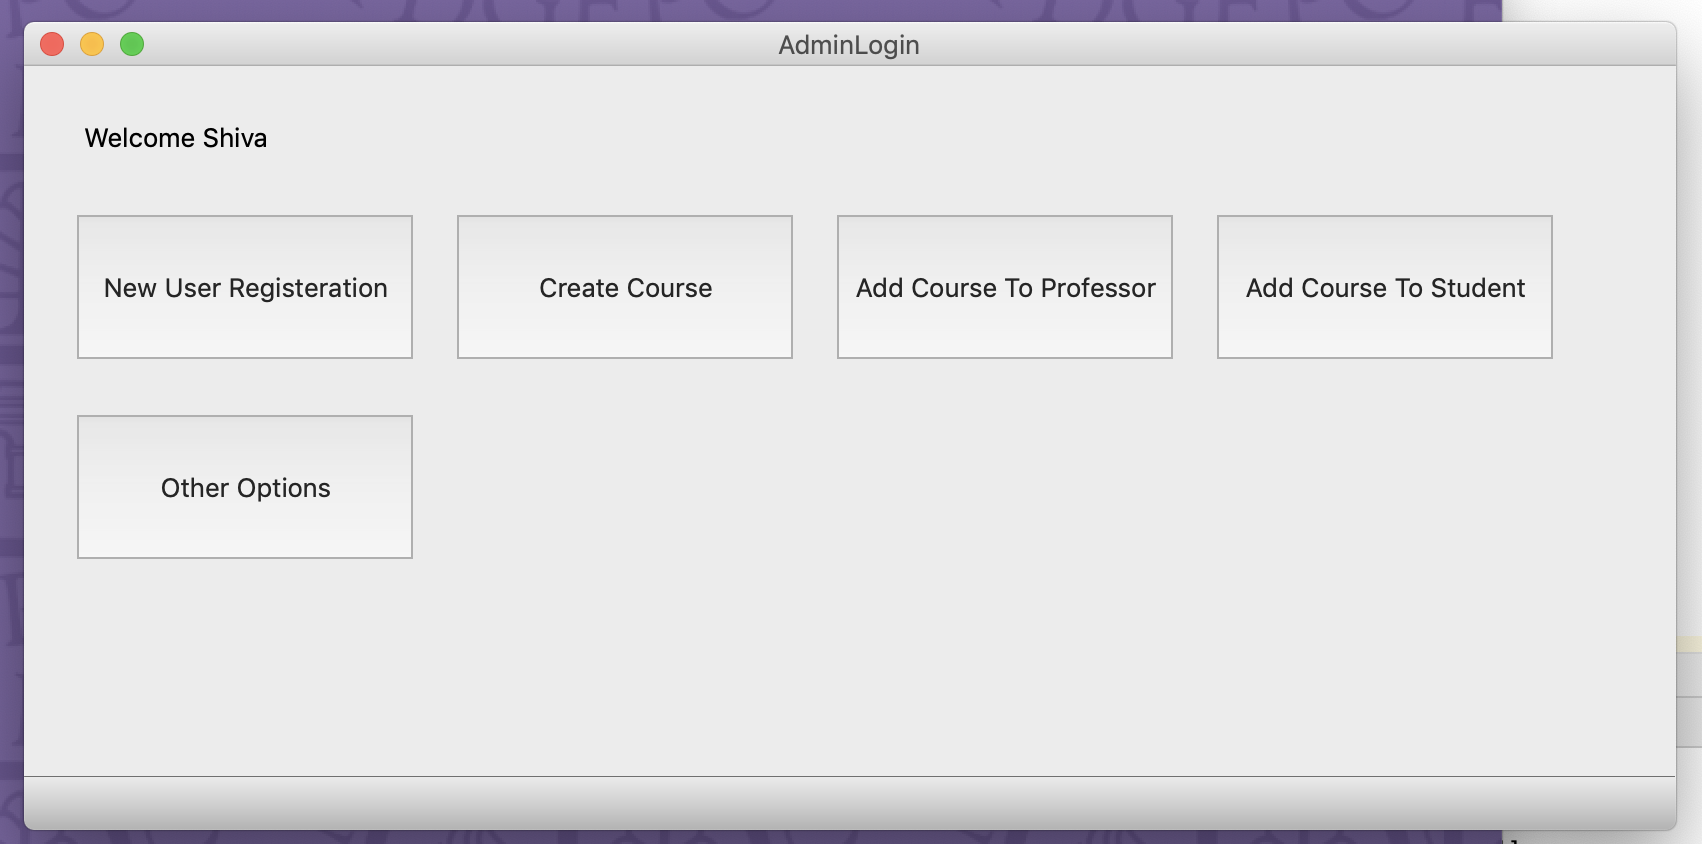 AdminLogin
Welcome Shiva
New User Registeration
Create Course
Add Course To Professor
Add Course To Student
Other Options